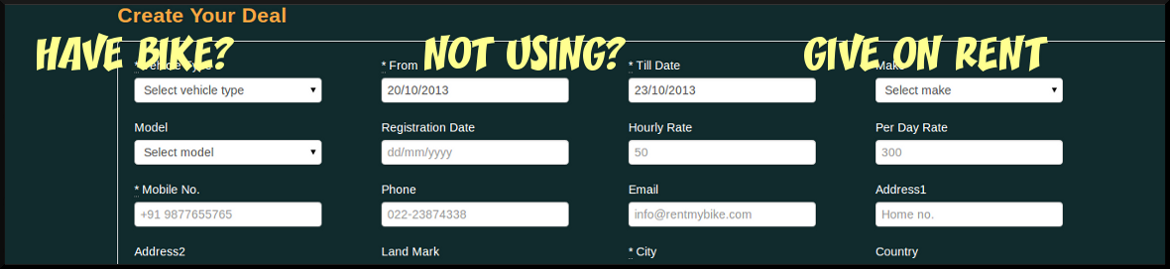 Create Your Deal
HAVE BIKE? NOT USING? GIVE ON RENT
* Vehicle Type * From * Till Date Make
Select vehicle type 20/10/2013 23/10/2013 Select make
Model Registration Date Hourly Rate Per Day Rate
Select model dd/mm/yyyy 50 300
* Mobile No. Phone Email Address1
+91 9877655765 022-23874338 info@rentmybike.com Home no.
Address2 Land Mark * City Country